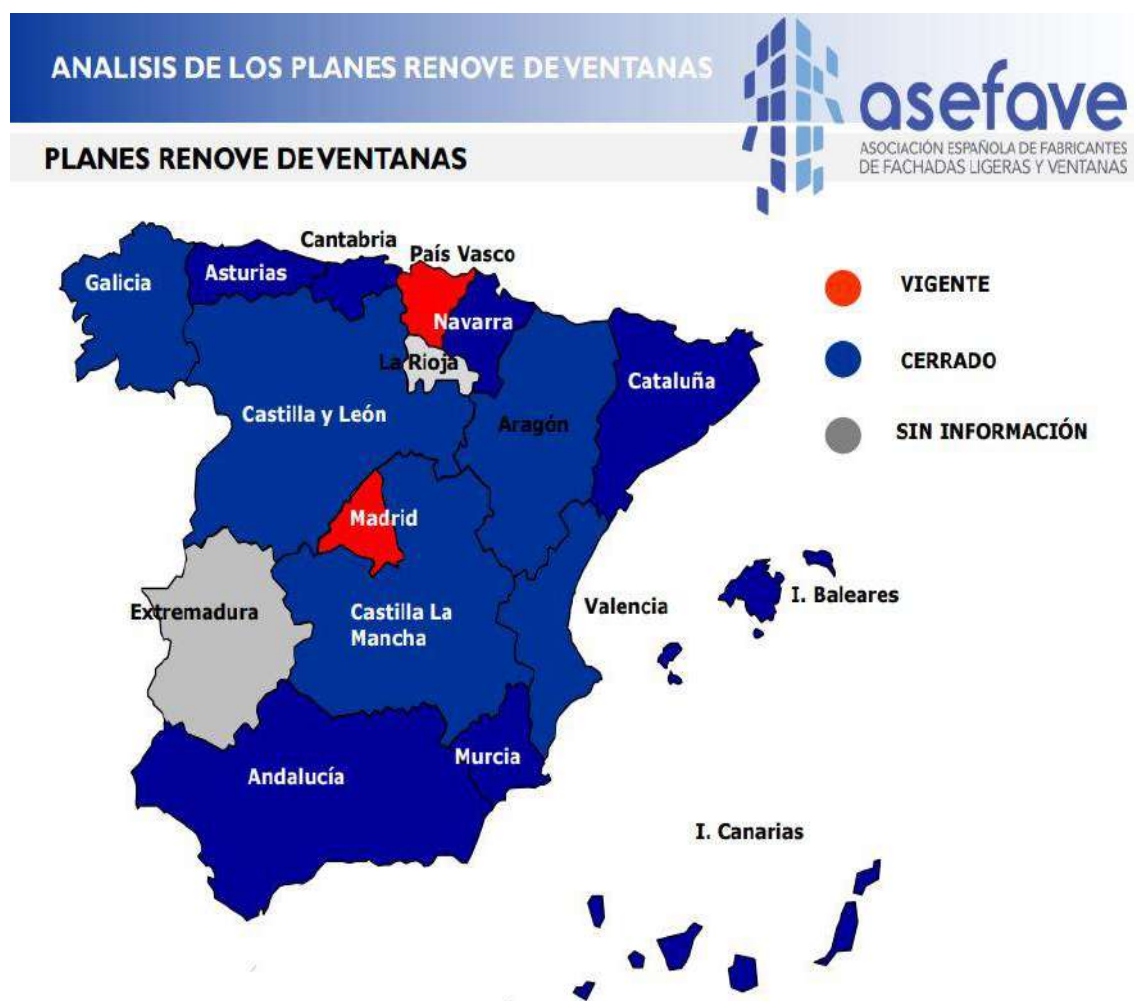 ANALISIS DE LOS PLANES RENOVE DE VENTANAS
asefave
ASOCIACIÓN ESPAÑOLA DE FABRICANTES
DE FACHADAS LIGERAS Y VENTANAS
PLANES RENOVE DE VENTANAS
Cantabria
País Vasco
Galicia
Asturias
Navarra
La Rioja
Cataluña
Castilla y León
Aragón
VIGENTE
CERRADO
SIN INFORMACIÓN
Madrid
Extremadura
Castilla La
Mancha
Valencia
I. Baleares
Murcia
Andalucía
I. Canarias